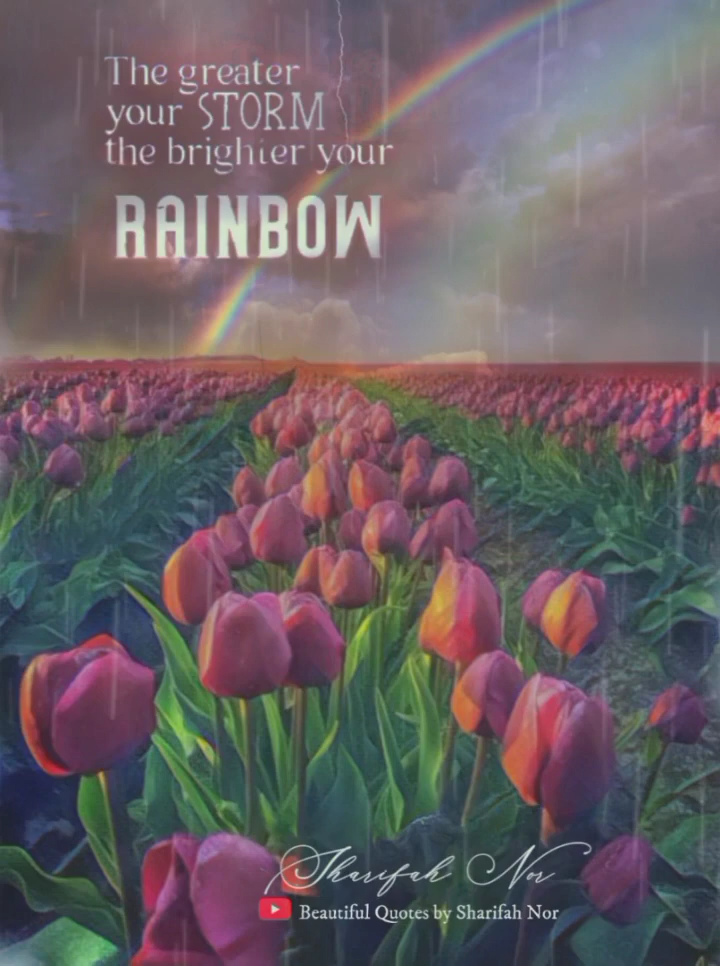 The greater
your STORM
the brighter your
RAINBOW
Sharifah Nor
Beautiful Quotes by Sharifah Nor